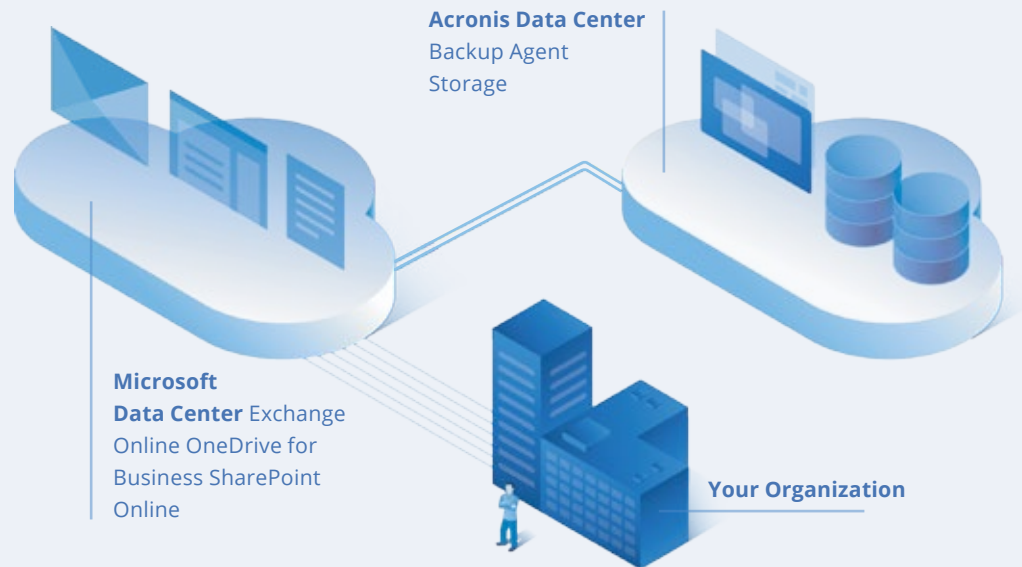 Acronis Data Center
Backup Agent
Storage
Microsoft
Data Center Exchange
Online OneDrive for
Business SharePoint
Online
Your Organization